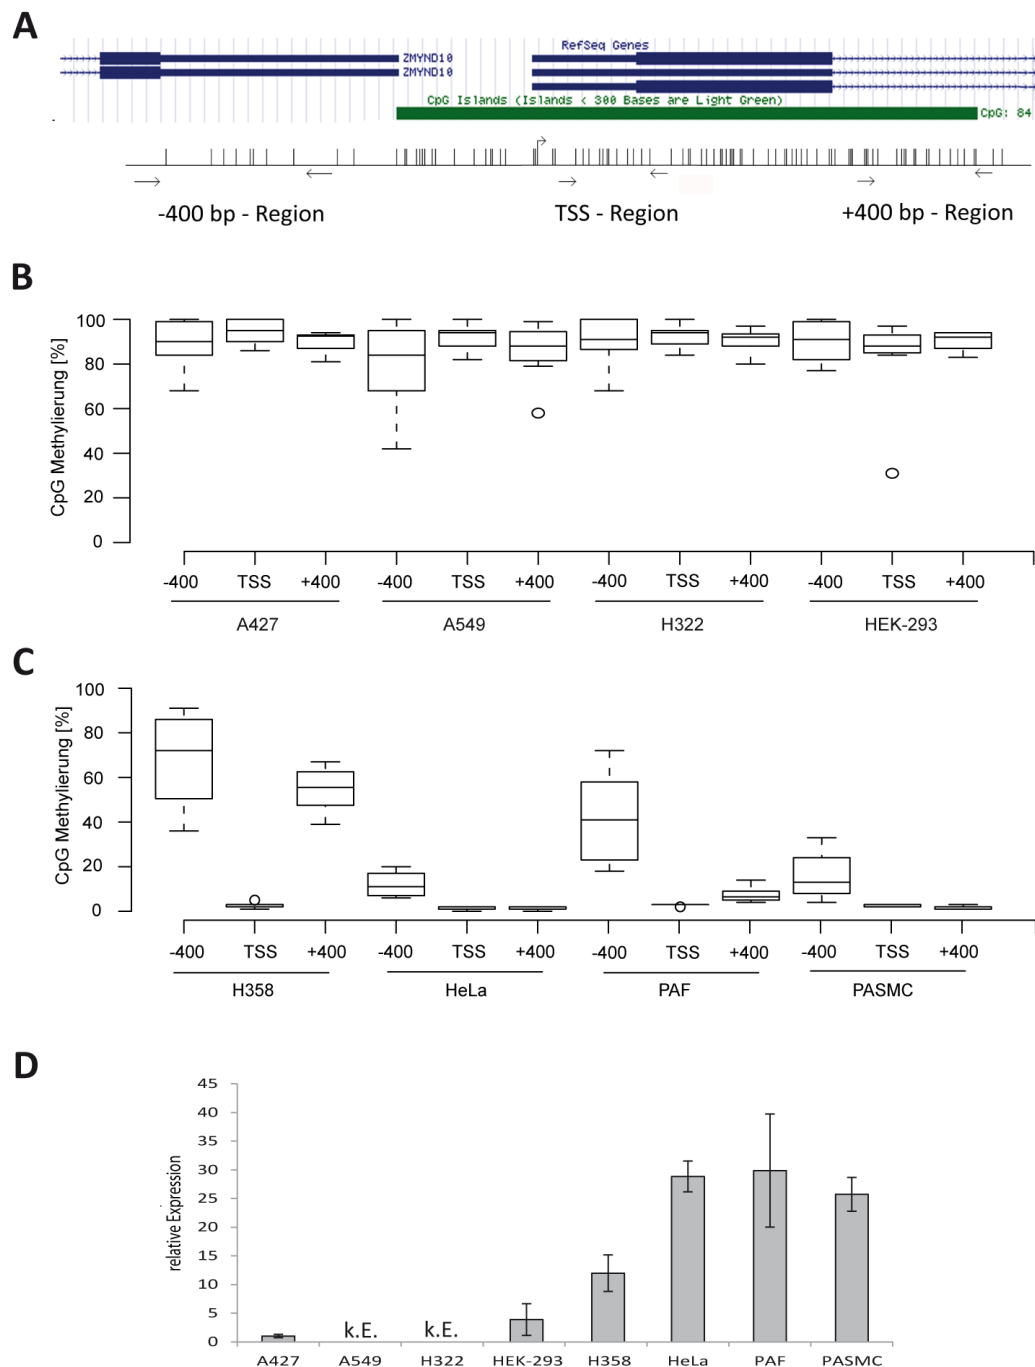 A
RefSeq Genes
ZMYND10
ZMYND10
CpG Islands (Islands < 300 Bases are Light Green)
CpG: 84
-400 bp - Region TSS - Region +400 bp - Region
B
CpG Methylierung [%]
100
80
60
40
20
0
-400 TSS +400 -400 TSS +400 -400 TSS +400 -400 TSS +400
A427 A549 H322 HEK-293
C
CpG Methylierung [%]
100
80
60
40
20
0
-400 TSS +400 -400 TSS +400 -400 TSS +400 -400 TSS +400
H358 HeLa PAF PASMC
D
relative Expression
45
40
35
30
25
20
15
10
5
0
k.E. k.E.
A427 A549 H322 HEK-293 H358 HeLa PAF PASMC